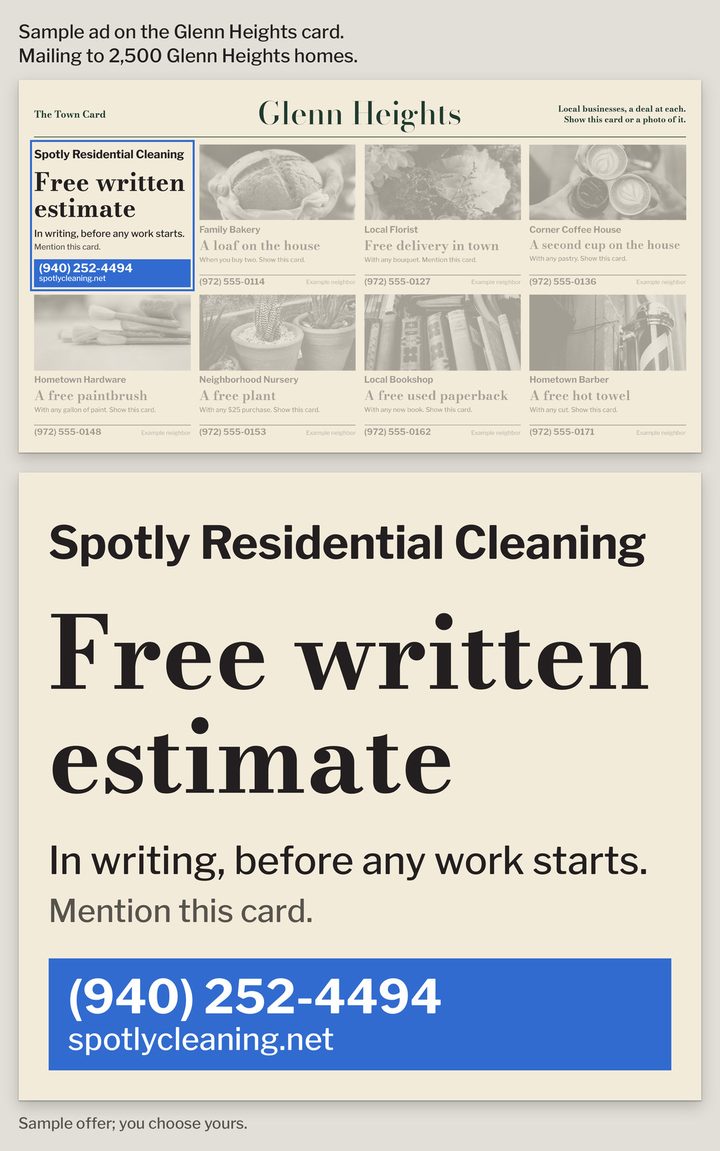 Sample ad on the Glenn Heights card.
Mailing to 2,500 Glenn Heights homes.
The Town Card
Glenn Heights
Local businesses, a deal at each.
Show this card or a photo of it.
Spotly Residential Cleaning
Free written
estimate
In writing, before any work starts.
Mention this card.
(940) 252-4494
spotlycleaning.net
Family Bakery
A loaf on the house
When you buy two. Show this card.
(972) 555-0114 Example neighbor
Local Florist
Free delivery in town
With any bouquet. Mention this card.
(972) 555-0127 Example neighbor
Corner Coffee House
A second cup on the house
With any pastry. Show this card.
(972) 555-0136 Example neighbor
Hometown Hardware
A free paintbrush
With any gallon of paint. Show this card.
(972) 555-0148 Example neighbor
Neighborhood Nursery
A free plant
With any $25 purchase. Show this card.
(972) 555-0153 Example neighbor
Local Bookshop
A free used paperback
With any new book. Show this card.
(972) 555-0162 Example neighbor
Hometown Barber
A free hot towel
With any cut. Show this card.
(972) 555-0171 Example neighbor
Spotly Residential Cleaning
Free written
estimate
In writing, before any work starts.
Mention this card.
(940) 252-4494
spotlycleaning.net
Sample offer; you choose yours.